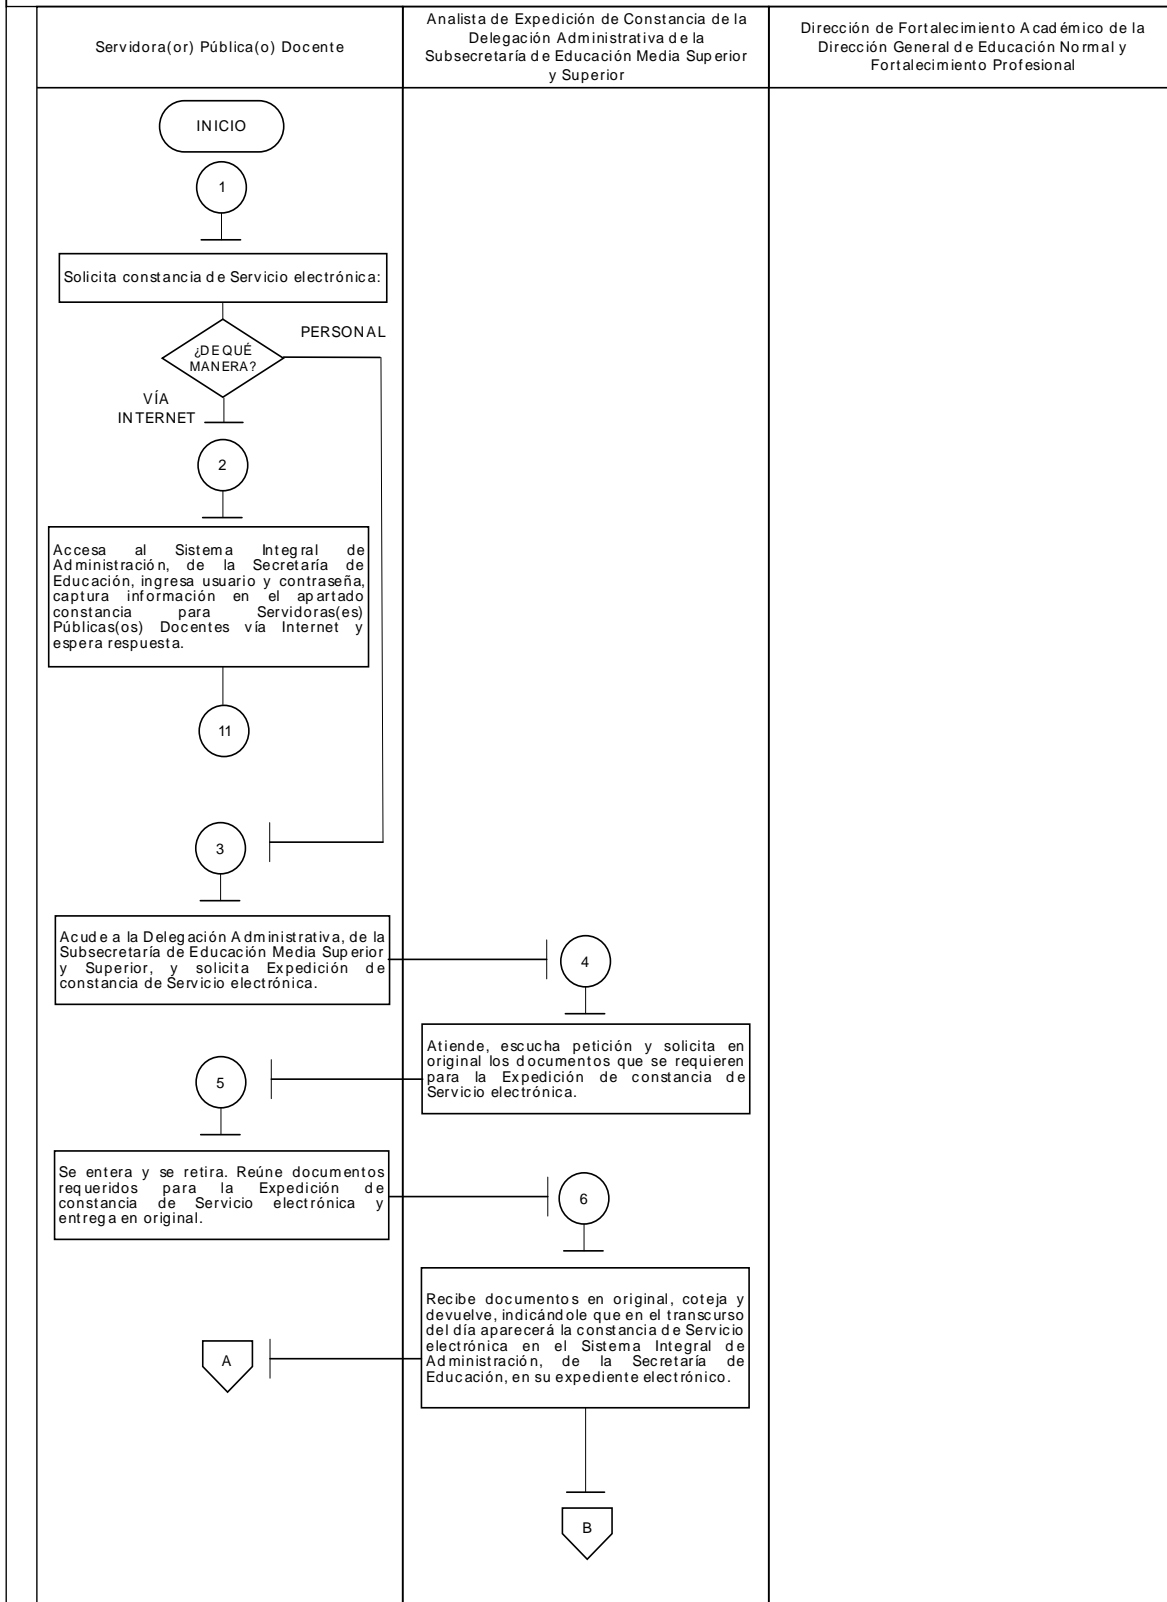 Servidora(or) Pública(o) Docente
Analista de Expedición de Constancia de la
Delegación Administrativa de la
Subsecretaría de Educación Media Superior
y Superior
Dirección de Fortalecimiento Académico de la
Dirección General de Educación Normal y
Fortalecimiento Profesional
INICIO
1
Solicita constancia de Servicio electrónica:
¿DE QUÉ
MANERA?
PERSONAL
VÍA
INTERNET
2
Accesa al Sistema Integral de
Administración, de la Secretaría de
Educación, ingresa usuario y contraseña,
captura información en el apartado
constancia para Servidoras(es)
Públicas(os) Docentes vía Internet y
espera respuesta.
11
3
Acude a la Delegación Administrativa, de la
Subsecretaría de Educación Media Superior
y Superior, y solicita Expedición de
constancia de Servicio electrónica.
4
Atiende, escucha petición y solicita en
original los documentos que se requieren
para la Expedición de constancia de
Servicio electrónica.
5
Se entera y se retira. Reúne documentos
requeridos para la Expedición de
constancia de Servicio electrónica y
entrega en original.
6
Recibe documentos en original, coteja y
devuelve, indicándole que en el transcurso
del día aparecerá la constancia de Servicio
electrónica en el Sistema Integral de
Administración, de la Secretaría de
Educación, en su expediente electrónico.
A
B